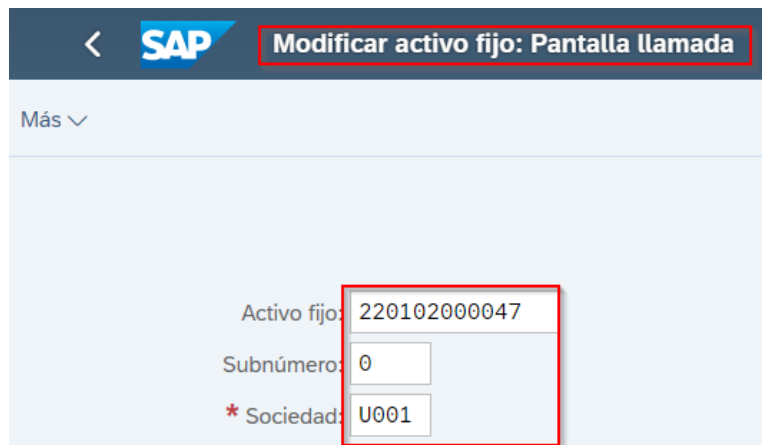 SAP Modificar activo fijo: Pantalla llamada
Más
Activo fijo: 220102000047
Subnúmero: 0
* Sociedad: U001